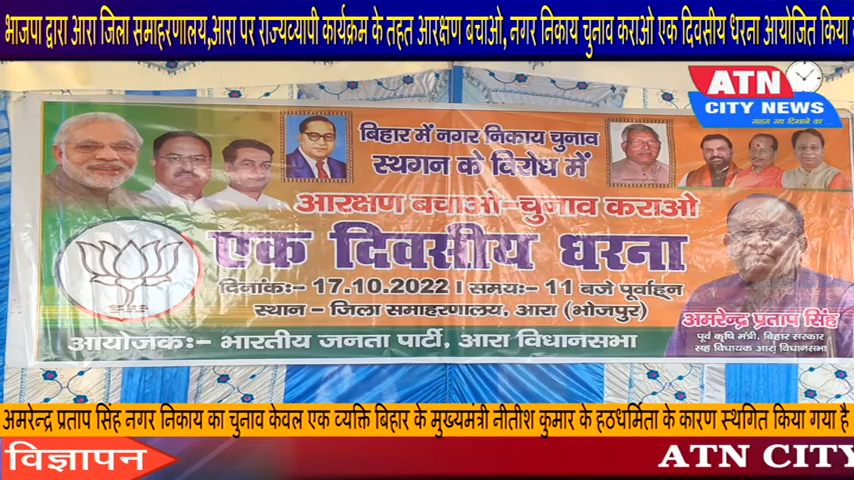 भाजपा द्वारा आरा जिला समाहरणालय,आरा पर राज्यव्यापी कार्यक्रम के तहत आरक्षण बचाओ, नगर निकाय चुनाव कराओ एक दिवसीय धरना आयोजित किया
ATN
CITY NEWS
बिहार में नगर निकाय चुनाव
स्थगन के विरोध में
आरक्षण बचाओ-चुनाव कराओ
एक दिवसीय धरना
दिनांक:- 17.10.2022 । समय:- 11 बजे पूर्वाह्न
स्थान – जिला समाहरणालय, आरा (भोजपुर)
आयोजक:- भारतीय जनता पार्टी, आरा विधानसभा
अमरेन्द्र प्रताप सिंह
पूर्व कृषि मंत्री, बिहार सरकार
सह विधायक आरा विधानसभा
अमरेन्द्र प्रताप सिंह नगर निकाय का चुनाव केवल एक व्यक्ति बिहार के मुख्यमंत्री नीतीश कुमार के हठधर्मिता के कारण स्थगित किया गया है
विज्ञापन
ATN CITY